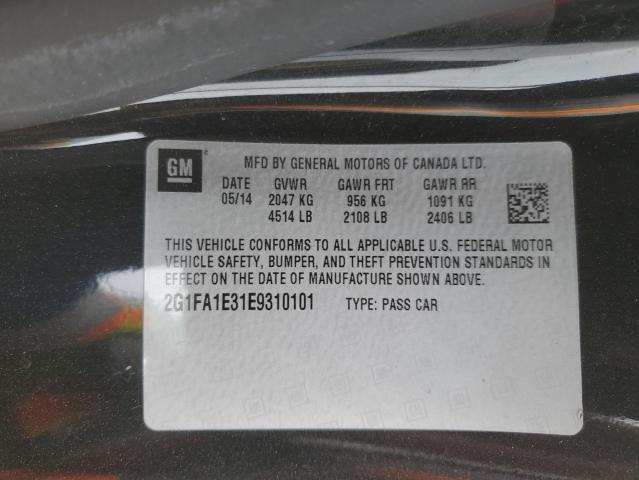 GM
MFD BY GENERAL MOTORS OF CANADA LTD.
DATE GVWR GAWR FRT GAWR RR
05/14 2047 KG 956 KG 1091 KG
4514 LB 2108 LB 2406 LB
THIS VEHICLE CONFORMS TO ALL APPLICABLE U.S. FEDERAL MOTOR
VEHICLE SAFETY, BUMPER, AND THEFT PREVENTION STANDARDS IN
EFFECT ON THE DATE OF MANUFACTURE SHOWN ABOVE.
2G1FA1E31E9310101 TYPE: PASS CAR